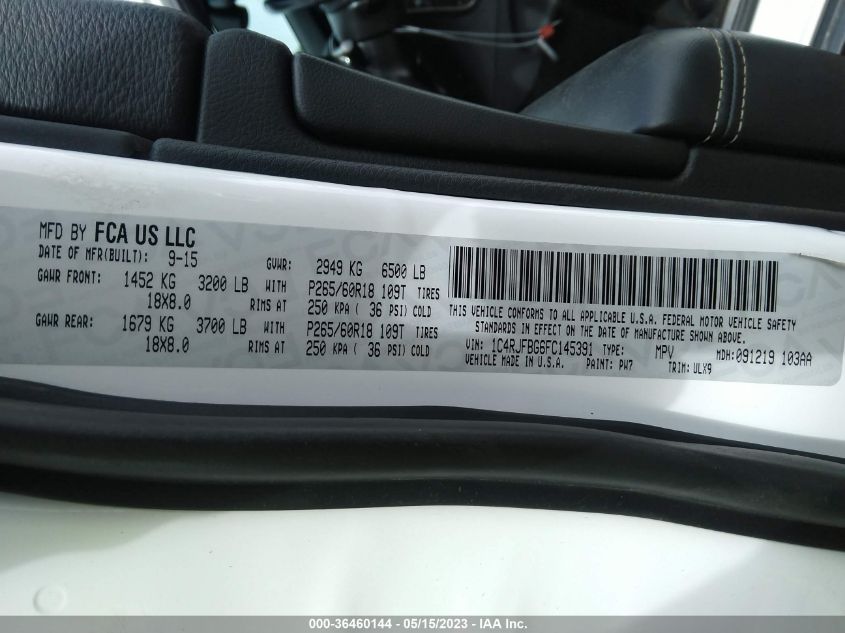 MFD BY FCA US LLC
DATE OF MFR(BUILT): 9-15 GVWR: 2949 KG 6500 LB
GAWR FRONT: 1452 KG 3200 LB WITH P265/60R18 109T TIRES
18X8.0 RIMS AT 250 KPA ( 36 PSI) COLD
GAWR REAR: 1679 KG 3700 LB WITH P265/60R18 109T TIRES
18X8.0 RIMS AT 250 KPA ( 36 PSI) COLD
THIS VEHICLE CONFORMS TO ALL APPLICABLE U.S.A. FEDERAL MOTOR VEHICLE SAFETY
STANDARDS IN EFFECT ON THE DATE OF MANUFACTURE SHOWN ABOVE.
VIN: 1C4RJFBG6FC145391 TYPE: MPV MDH: 091219 103AA
VEHICLE MADE IN U.S.A. PAINT: PW7 TRIM: ULX9
000-36460144 - 05/15/2023 - IAA Inc.